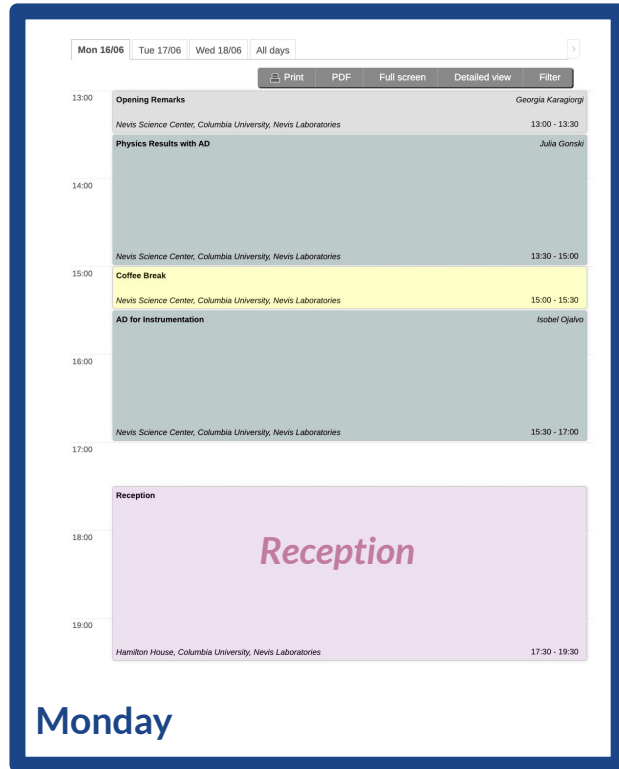 Mon 16/06 Tue 17/06 Wed 18/06 All days
Print PDF Full screen Detailed view Filter
13:00
Opening Remarks Georgia Karagiorgi
Nevis Science Center, Columbia University, Nevis Laboratories 13:00 - 13:30
Physics Results with AD Julia Gonski
14:00
Nevis Science Center, Columbia University, Nevis Laboratories 13:30 - 15:00
15:00
Coffee Break
Nevis Science Center, Columbia University, Nevis Laboratories 15:00 - 15:30
AD for Instrumentation Isobel Ojalvo
16:00
Nevis Science Center, Columbia University, Nevis Laboratories 15:30 - 17:00
17:00
Reception
18:00
Reception
19:00
Hamilton House, Columbia University, Nevis Laboratories 17:30 - 19:30
Monday